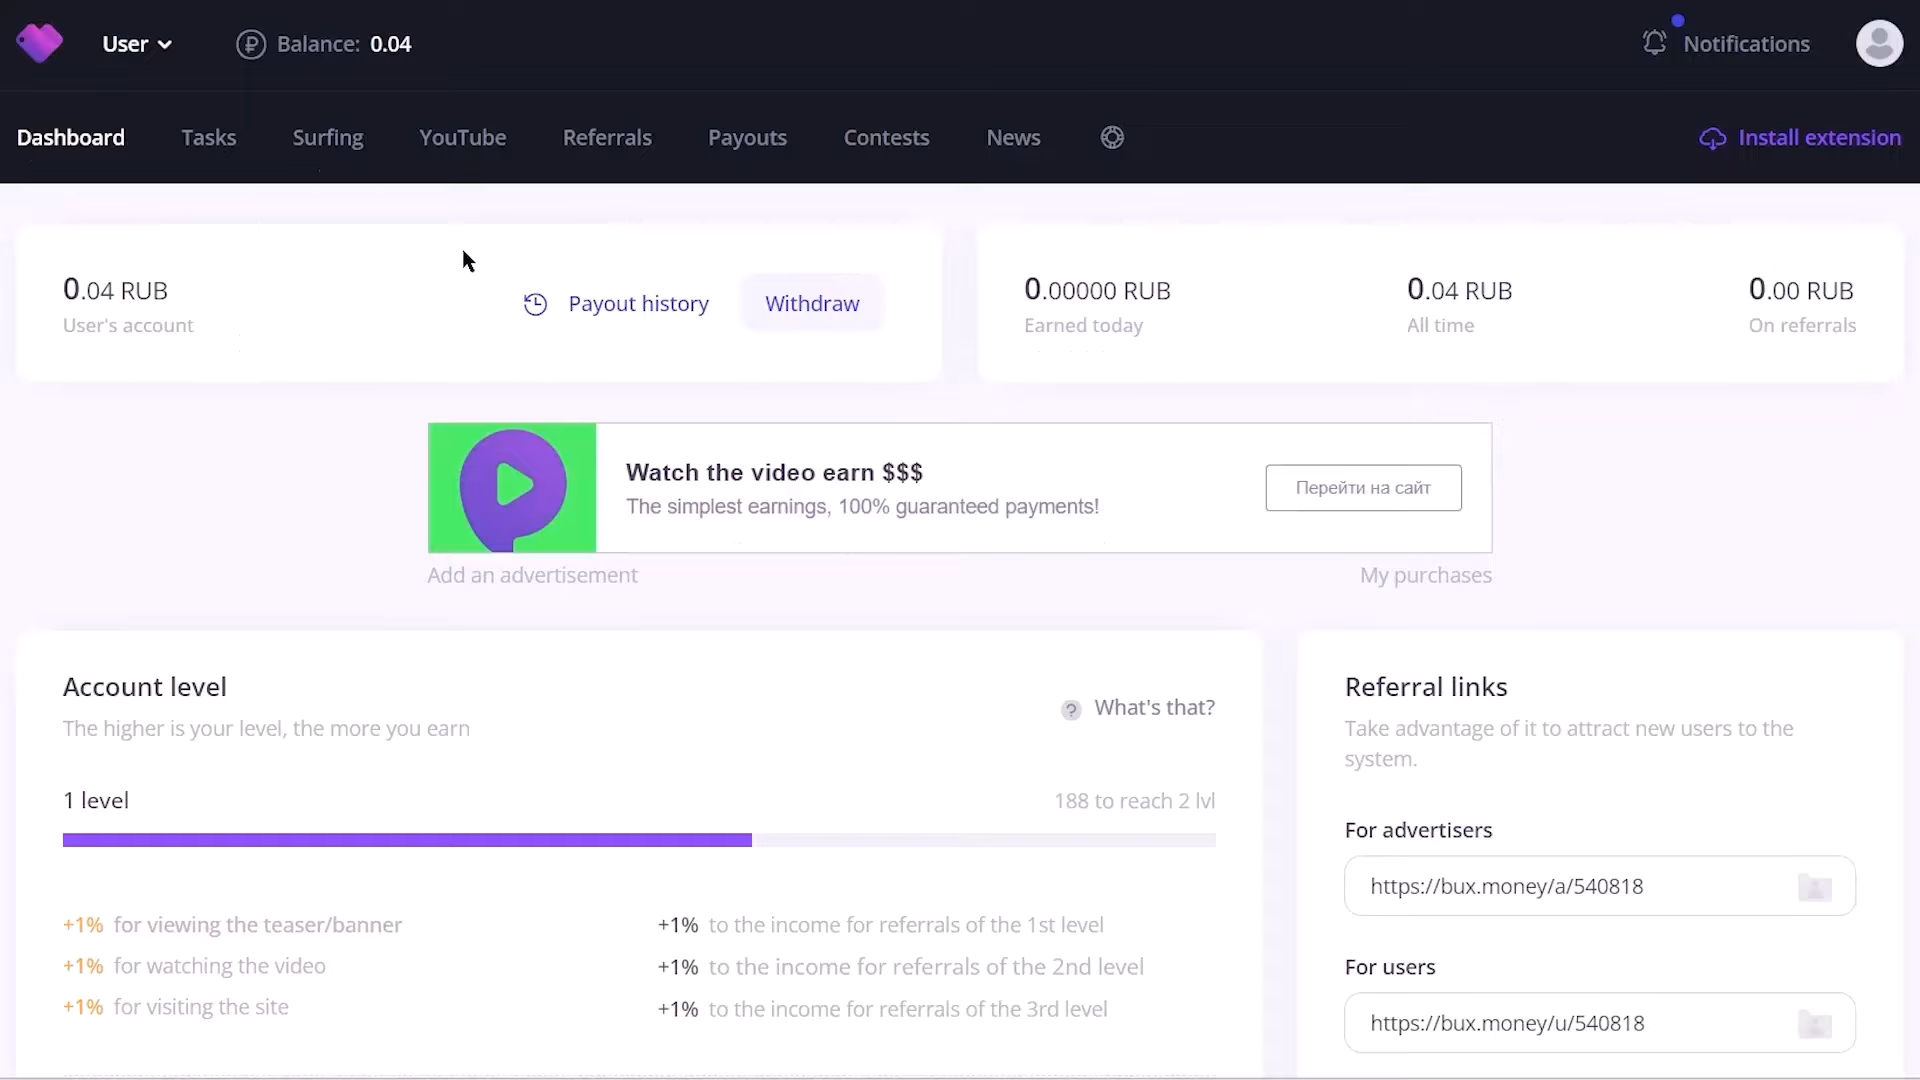 User
Balance: 0.04
Notifications
Dashboard
Tasks
Surfing
YouTube
Referrals
Payouts
Contests
News
Install extension
0.04 RUB
User's account
Payout history
Withdraw
0.00000 RUB
Earned today
0.04 RUB
All time
0.00 RUB
On referrals
Watch the video earn $$$
The simplest earnings, 100% guaranteed payments!
Перейти на сайт
Add an advertisement
My purchases
Account level
The higher is your level, the more you earn
? What's that?
1 level
188 to reach 2 lvl
+1% for viewing the teaser/banner
+1% for watching the video
+1% for visiting the site
+1% to the income for referrals of the 1st level
+1% to the income for referrals of the 2nd level
+1% to the income for referrals of the 3rd level
Referral links
Take advantage of it to attract new users to the
system.
For advertisers
https://bux.money/a/540818
For users
https://bux.money/u/540818